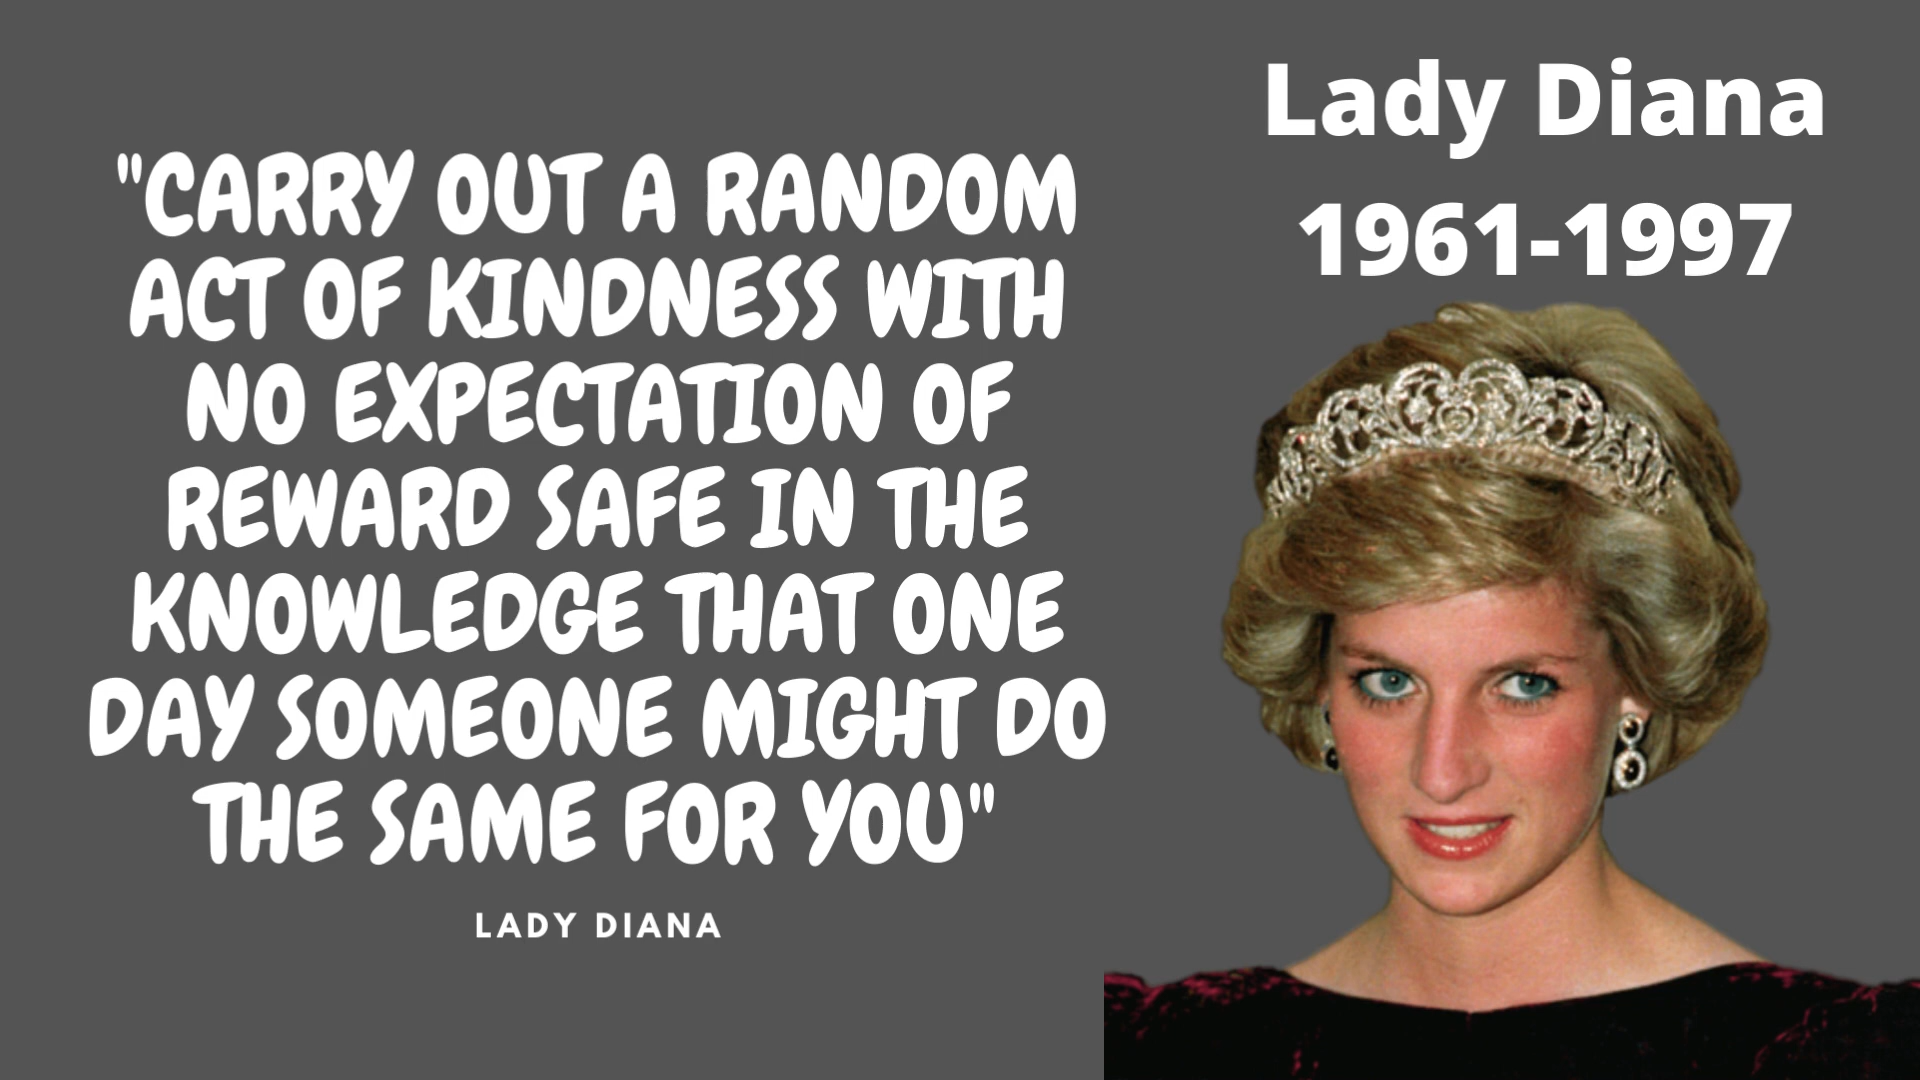 "CARRY OUT A RANDOM
ACT OF KINDNESS WITH
NO EXPECTATION OF
REWARD SAFE IN THE
KNOWLEDGE THAT ONE
DAY SOMEONE MIGHT DO
THE SAME FOR YOU"
LADY DIANA
Lady Diana
1961-1997